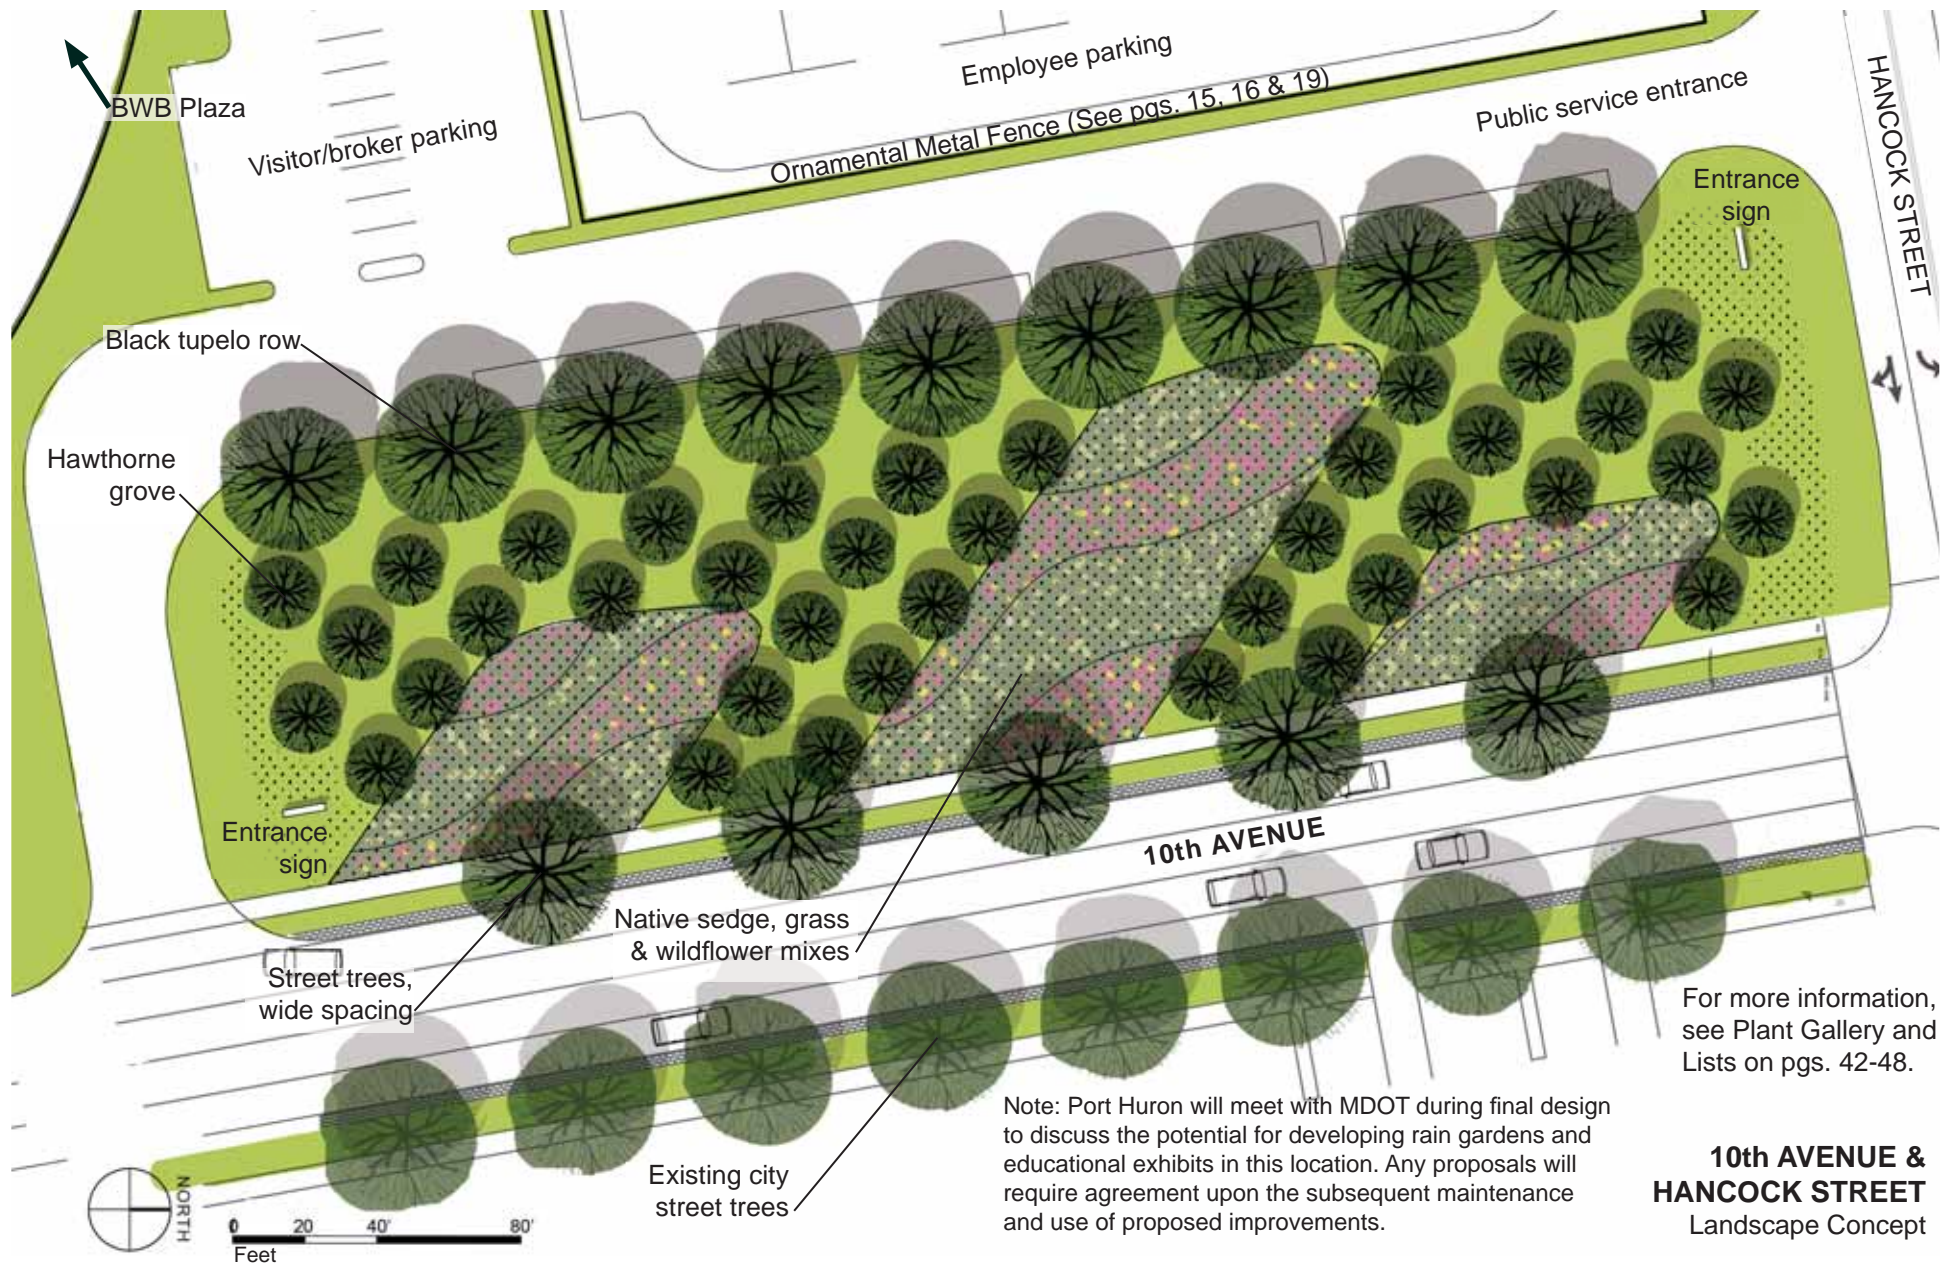 BWB Plaza
Visitor/broker parking
Employee parking
Ornamental Metal Fence (See pgs. 15, 16 & 19)
Public service entrance
HANCOCK STREET
Entrance
sign
Black tupelo row
Hawthorne
grove
Entrance
sign
10th AVENUE
Native sedge, grass
& wildflower mixes
Street trees,
wide spacing
Existing city
street trees
For more information,
see Plant Gallery and
Lists on pgs. 42-48.
Note: Port Huron will meet with MDOT during final design
to discuss the potential for developing rain gardens and
educational exhibits in this location. Any proposals will
require agreement upon the subsequent maintenance
and use of proposed improvements.
10th AVENUE &
HANCOCK STREET
Landscape Concept
NORTH
0 20 40' 80'
Feet